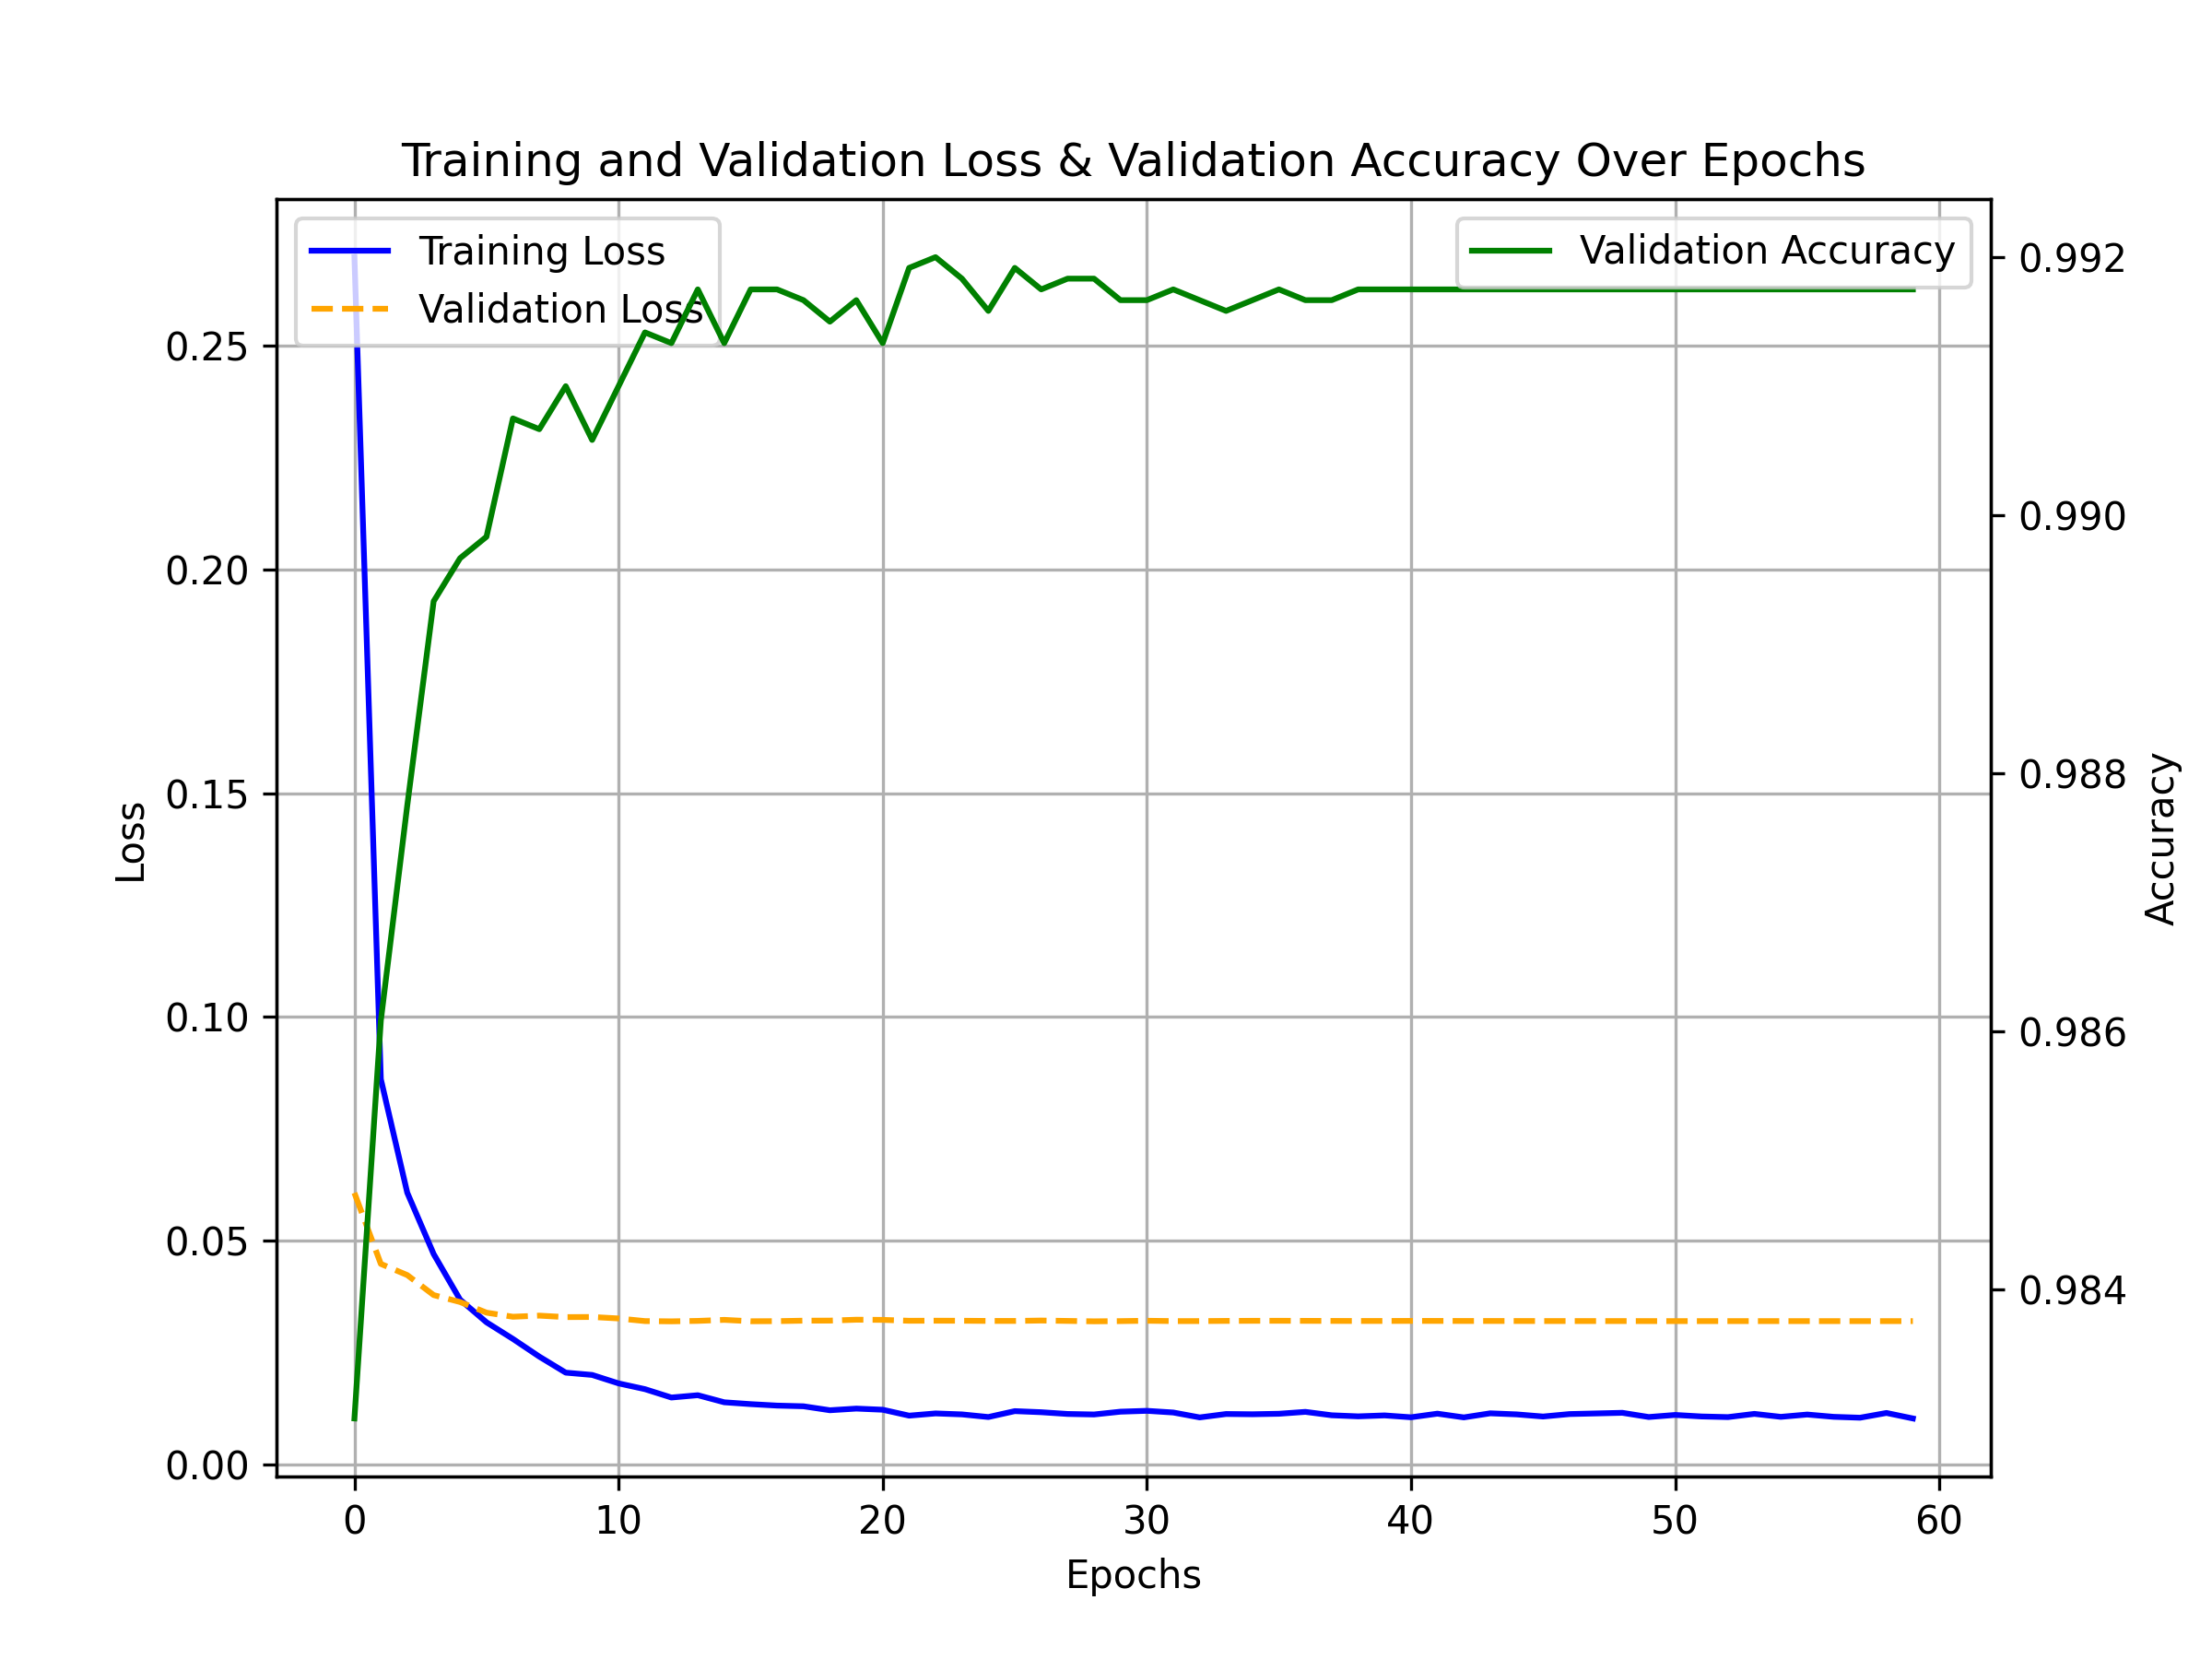 Training and Validation Loss & Validation Accuracy Over Epochs
Training Loss
Validation Loss
Validation Accuracy
0.25
0.20
0.15
0.10
0.05
0.00
Loss
0.992
0.990
0.988
0.986
0.984
Accuracy
0 10 20 30 40 50 60
Epochs